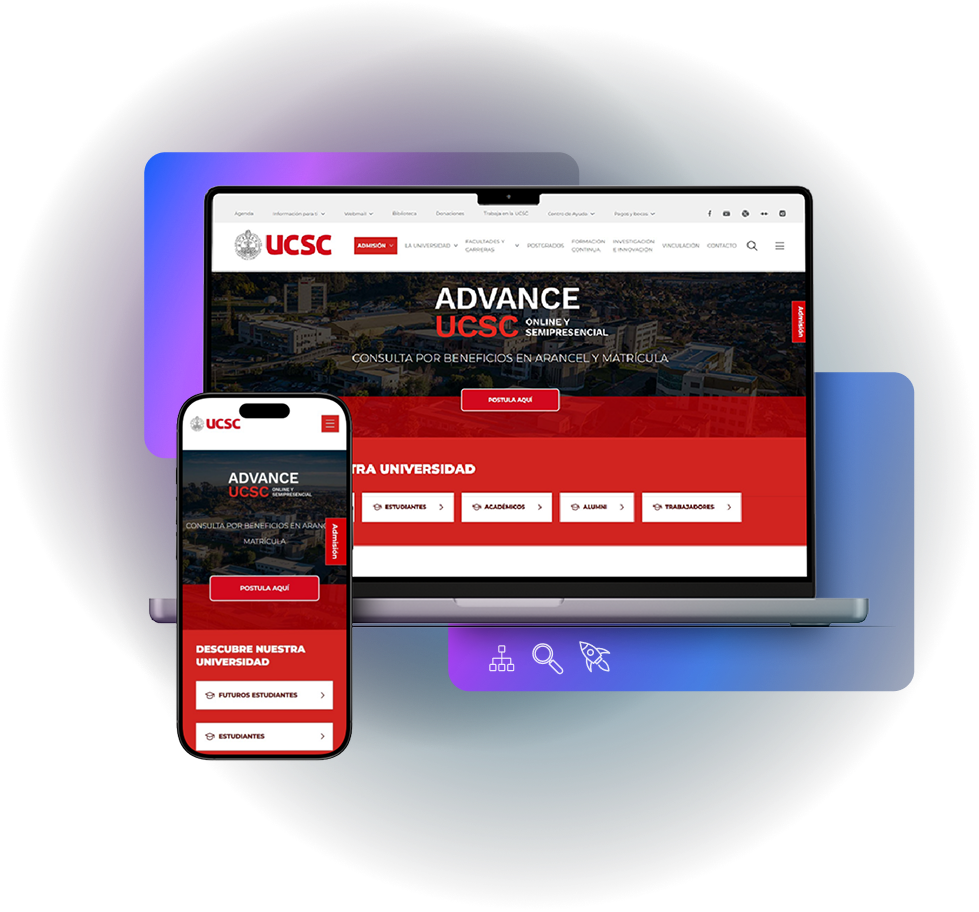 Agenda Información para ti Webmail Biblioteca Donaciones Trabaja en la UCSC Centro de Ayuda Pagos y Becas
UCSC
ADMISIÓN LA UNIVERSIDAD FACULTADES Y CARRERAS POSTGRADOS FORMACIÓN CONTINUA INVESTIGACIÓN E INNOVACIÓN VINCULACIÓN CONTACTO
ADVANCE
UCSC ONLINE Y
SEMIPRESENCIAL
CONSULTA POR BENEFICIOS EN ARANCEL Y MATRÍCULA
POSTULA AQUÍ
Admisión
TRA UNIVERSIDAD
ESTUDIANTES ACADÉMICOS ALUMNI TRABAJADORES
UCSC
ADVANCE
UCSC ONLINE Y
SEMIPRESENCIAL
CONSULTA POR BENEFICIOS EN ARANC
MATRÍCULA
Admisión
POSTULA AQUÍ
DESCUBRE NUESTRA
UNIVERSIDAD
FUTUROS ESTUDIANTES
ESTUDIANTES